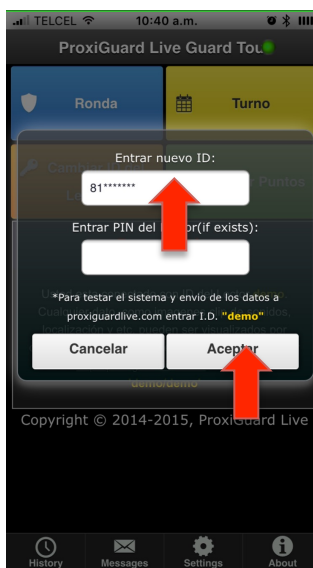 TELCEL 10:40 a.m.
ProxiGuard Live Guard Tou
Ronda Turno
Entrar nuevo ID:
81*******
Puntos
Entrar PIN del (if exists):
*Para testar el sistema y envio de los datos a
proxiguardlive.com entrar I.D. "demo"
Cancelar Aceptar
demo/demo
Copyright © 2014-2015, ProxiGuard Live
History Messages Settings About